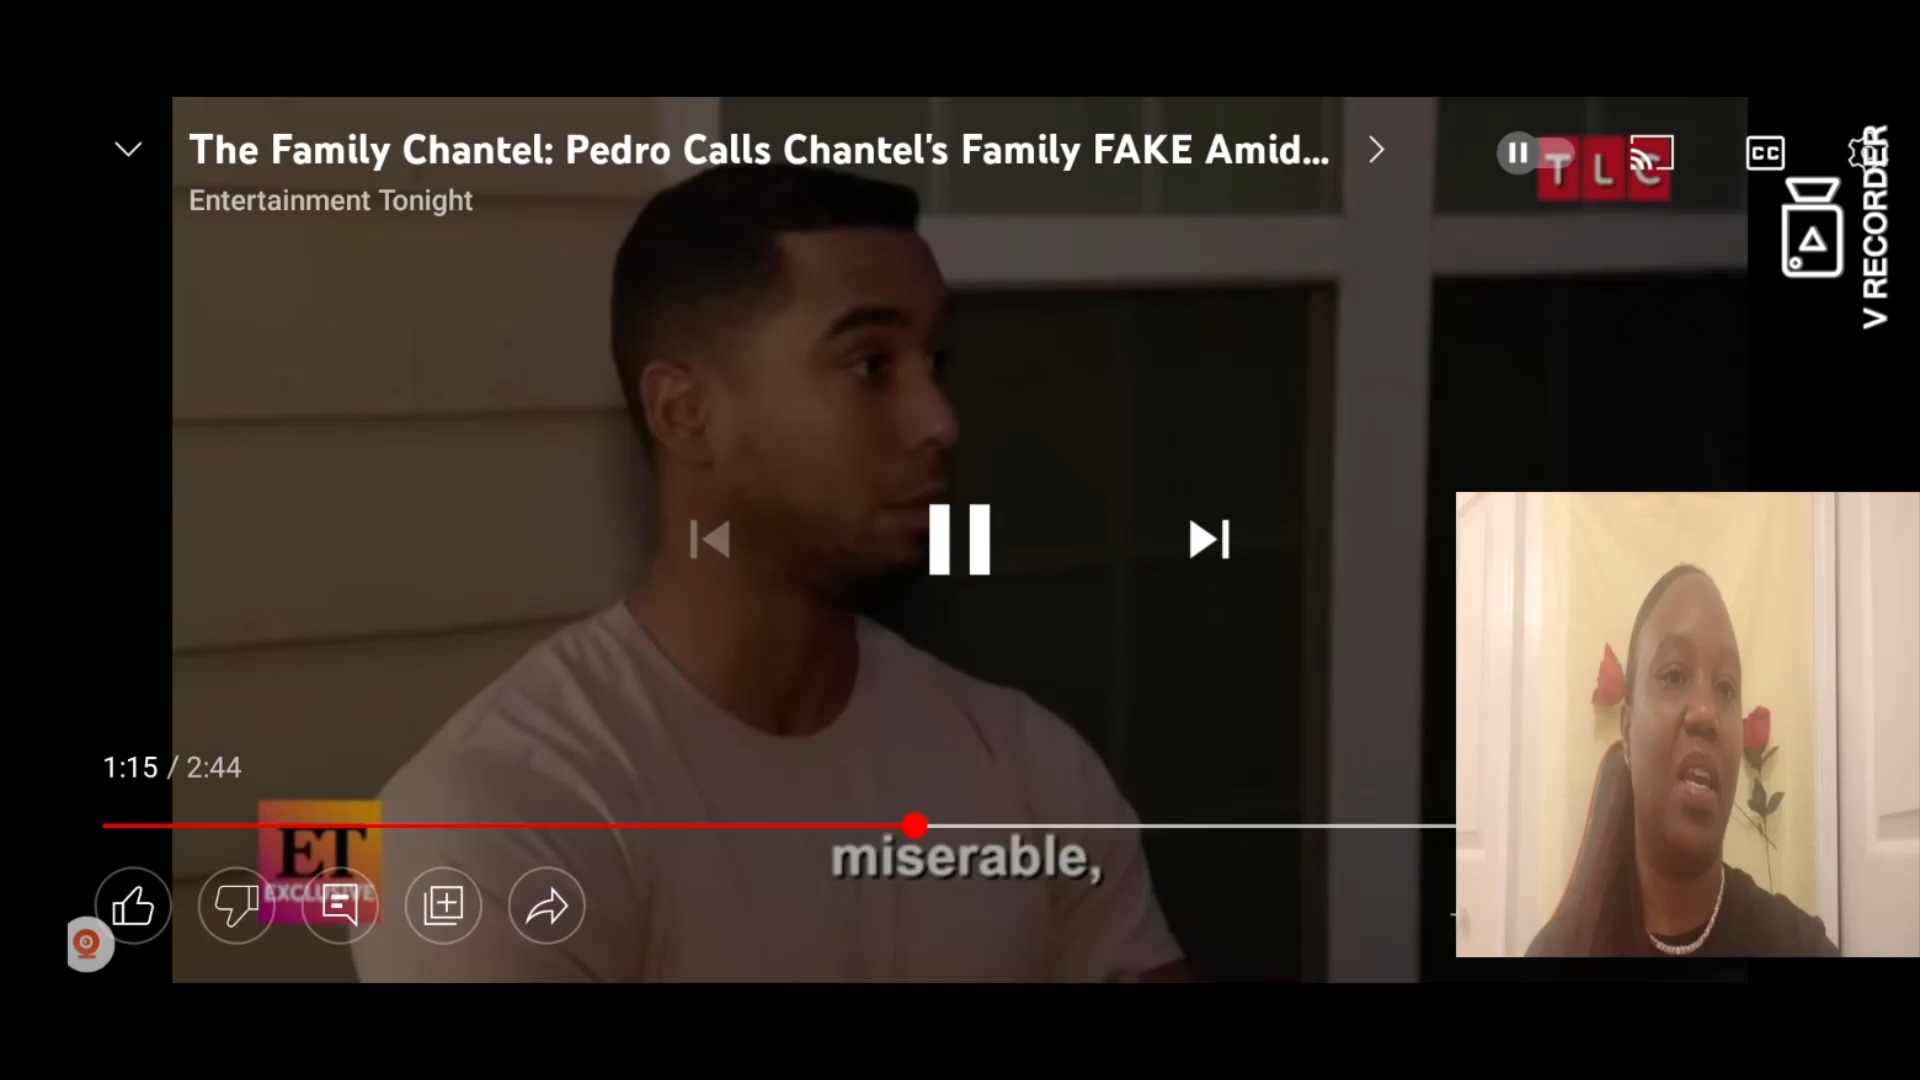 The Family Chantel: Pedro Calls Chantel's Family FAKE Amid...
Entertainment Tonight
TLC
CC
V RECORDER
1:15 / 2:44
ET
EXCLUSIVE
miserable,